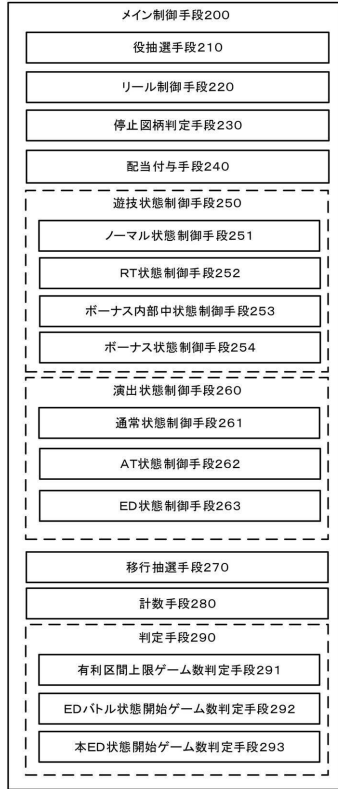 メイン制御手段200
役抽選手段210
リール制御手段220
停止図柄判定手段230
配当付与手段240
遊技状態制御手段250
ノーマル状態制御手段251
RT状態制御手段252
ボーナス内部中状態制御手段253
ボーナス状態制御手段254
演出状態制御手段260
通常状態制御手段261
AT状態制御手段262
ED状態制御手段263
移行抽選手段270
計数手段280
判定手段290
有利区間上限ゲーム数判定手段291
EDバトル状態開始ゲーム数判定手段292
本ED状態開始ゲーム数判定手段293